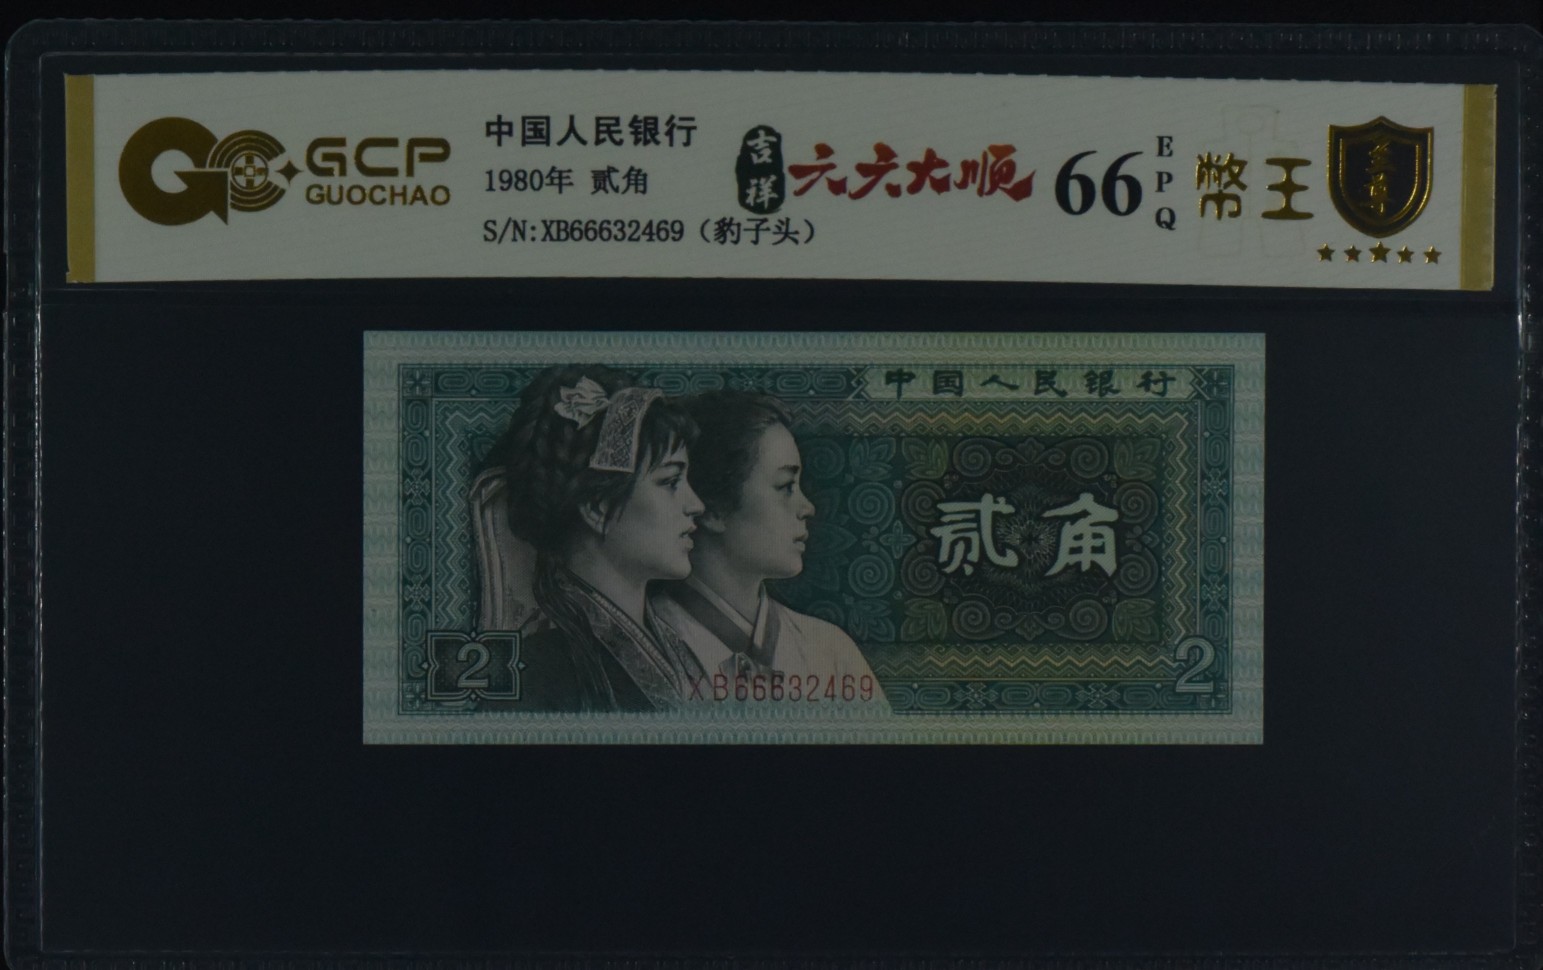 GCP
GUOCHAO
中国人民银行
1980年 贰角
S/N:XB66632469（豹子头）
吉祥
六六大顺
66
EPQ
幣王
至尊
中国人民银行
贰角
2
2
XB66632469